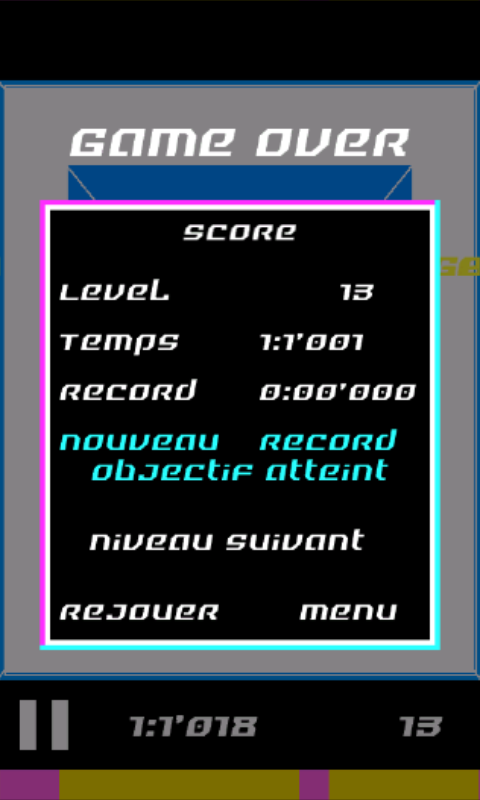 GAME OVER
SCORE
LEVEL 13
TEMPS 1:1'001
RECORD 0:00'000
NOUVEAU RECORD
OBJECTIF ATTEINT
NIVEAU SUIVANT
REJOUER MENU
1:1'018 13